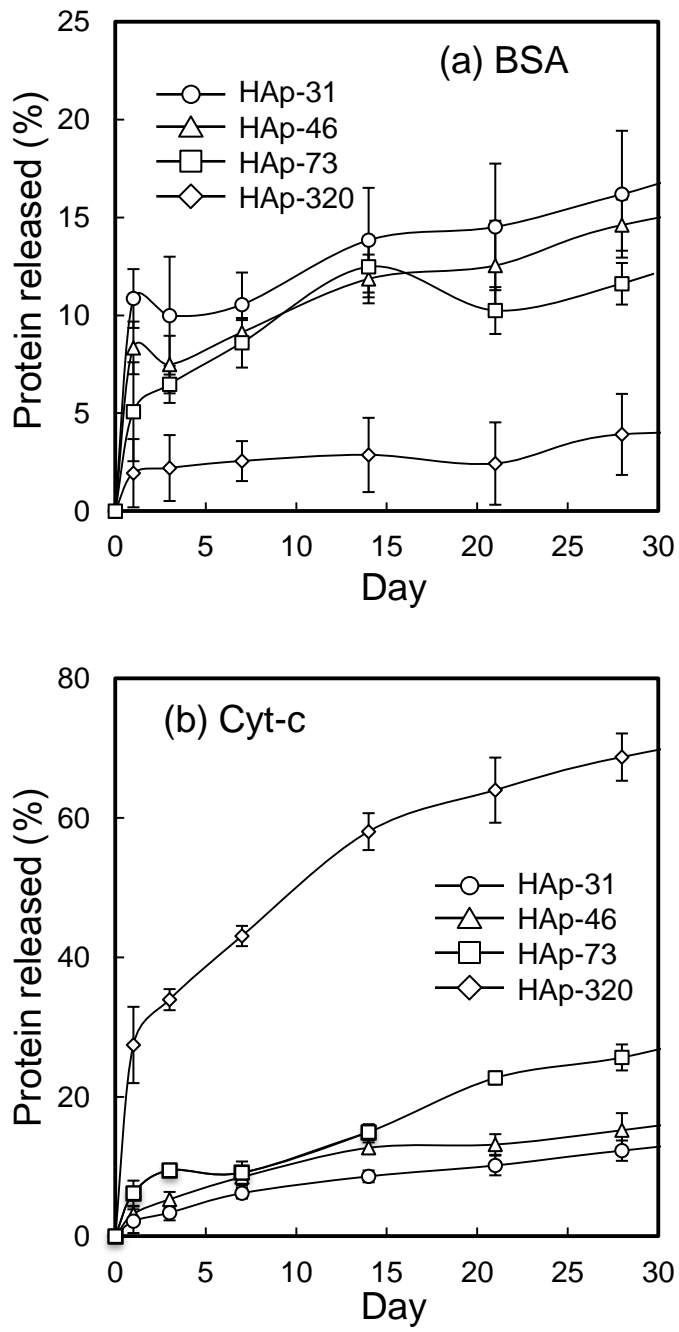 (a) BSA
HAp-31
HAp-46
HAp-73
HAp-320
Protein released (%)
25
20
15
10
5
0
0 5 10 15 20 25 30
Day
(b) Cyt-c
HAp-31
HAp-46
HAp-73
HAp-320
Protein released (%)
80
60
40
20
0
0 5 10 15 20 25 30
Day